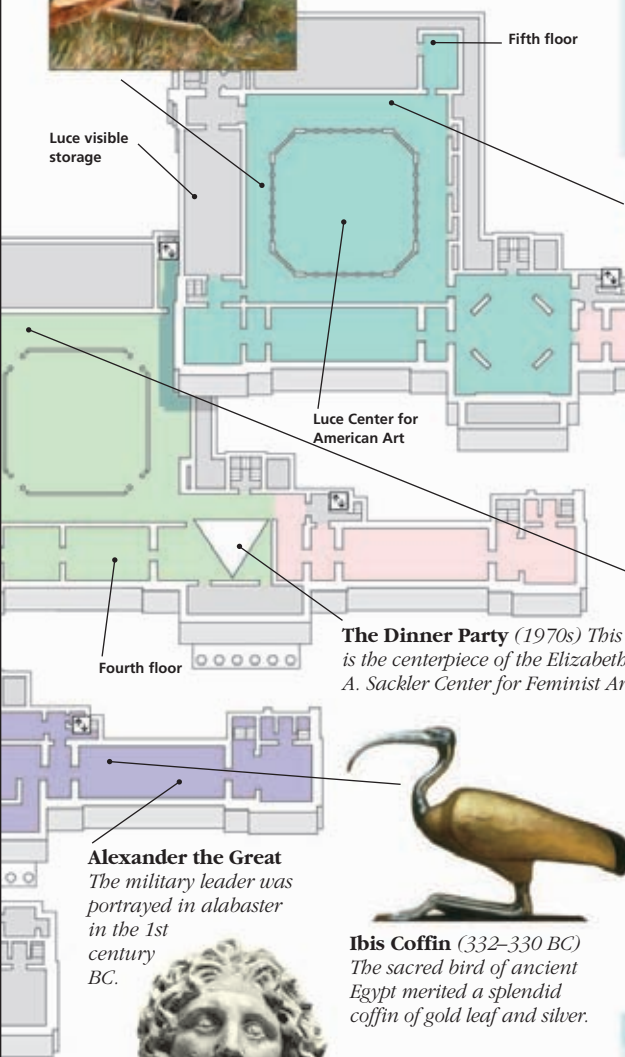 Fifth floor
Luce visible
storage
Luce Center for
American Art
The Dinner Party (1970s) This
is the centerpiece of the Elizabeth
A. Sackler Center for Feminist Ar
Fourth floor
Alexander the Great
The military leader was
portrayed in alabaster
in the 1st
century
BC.
Ibis Coffin (332–330 BC)
The sacred bird of ancient
Egypt merited a splendid
coffin of gold leaf and silver.